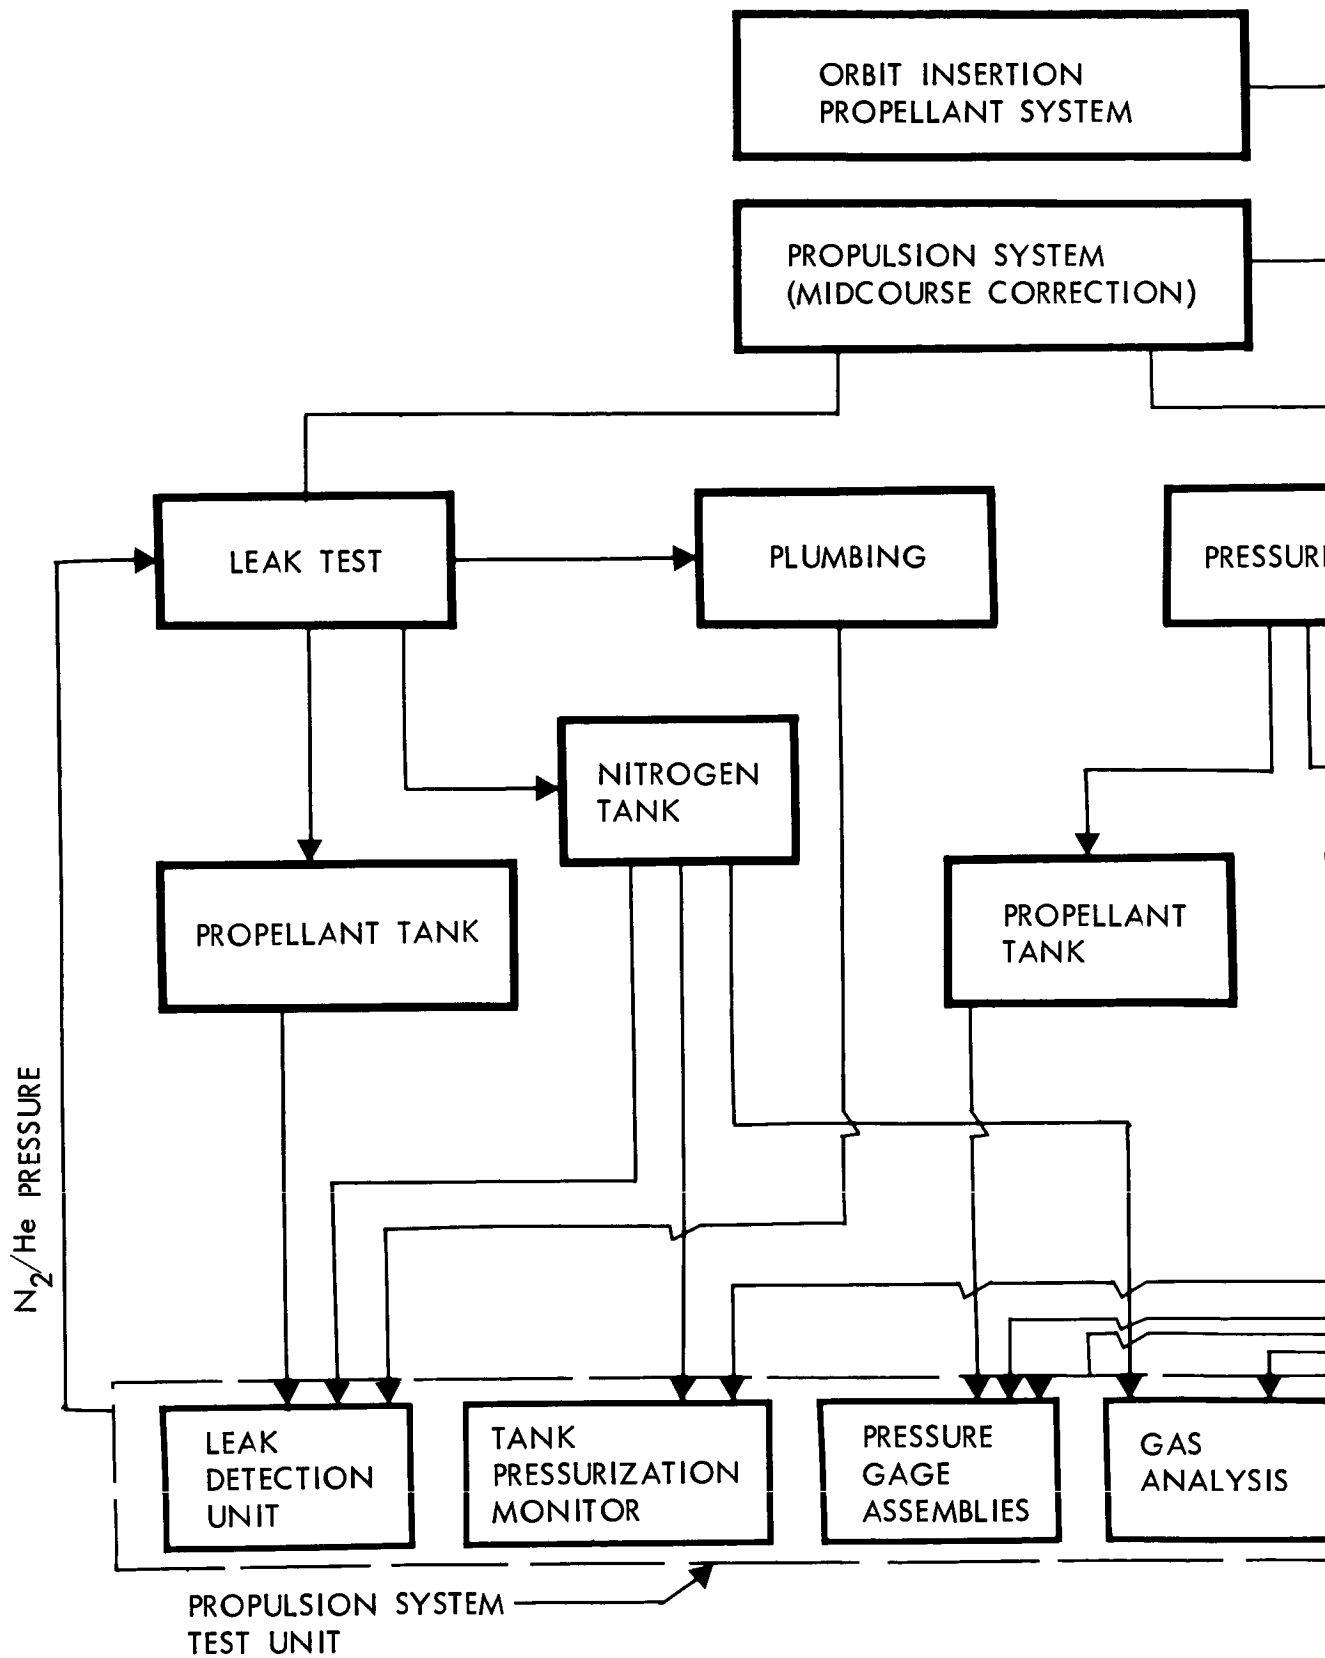 ORBIT INSERTION
PROPELLANT SYSTEM
PROPULSION SYSTEM
(MIDCOURSE CORRECTION)
LEAK TEST
PLUMBING
PRESSURE
NITROGEN
TANK
PROPELLANT TANK
PROPELLANT
TANK
N₂/He PRESSURE
LEAK
DETECTION
UNIT
TANK
PRESSURIZATION
MONITOR
PRESSURE
GAGE
ASSEMBLIES
GAS
ANALYSIS
PROPULSION SYSTEM
TEST UNIT